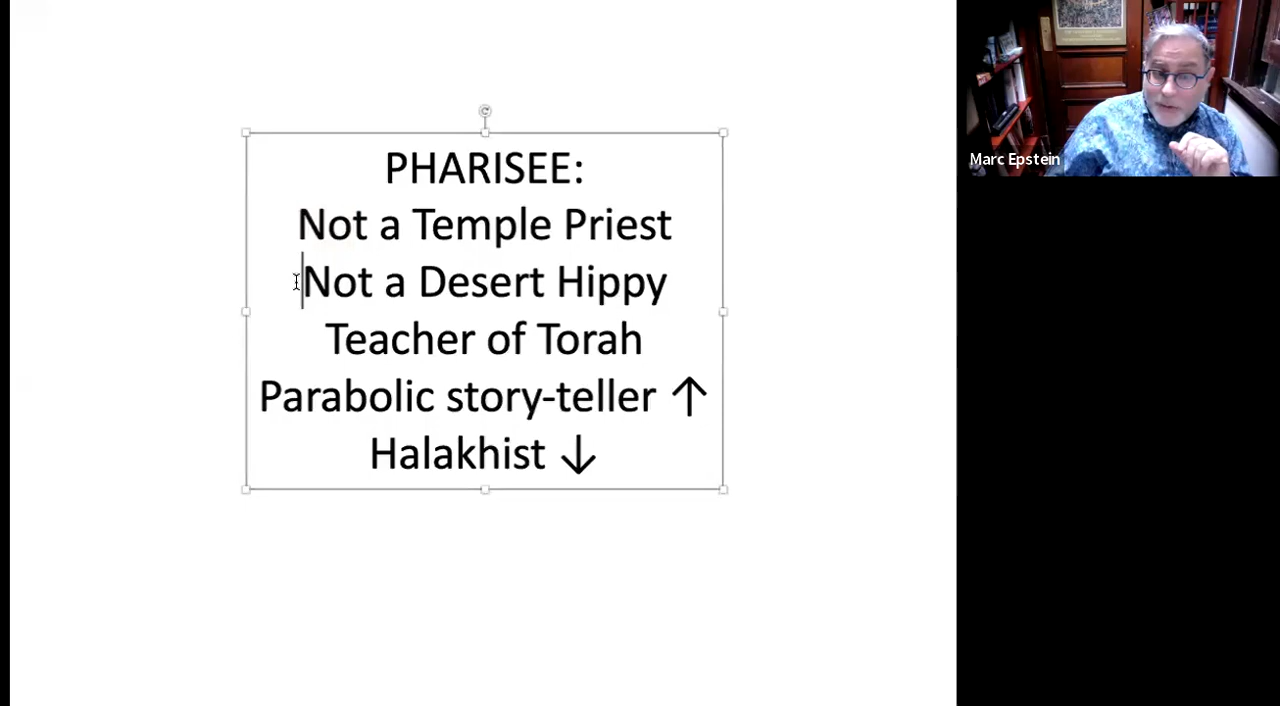 PHARISEE:
Not a Temple Priest
Not a Desert Hippy
Teacher of Torah
Parabolic story-teller ↑
Halakhist ↓
Marc Epstein